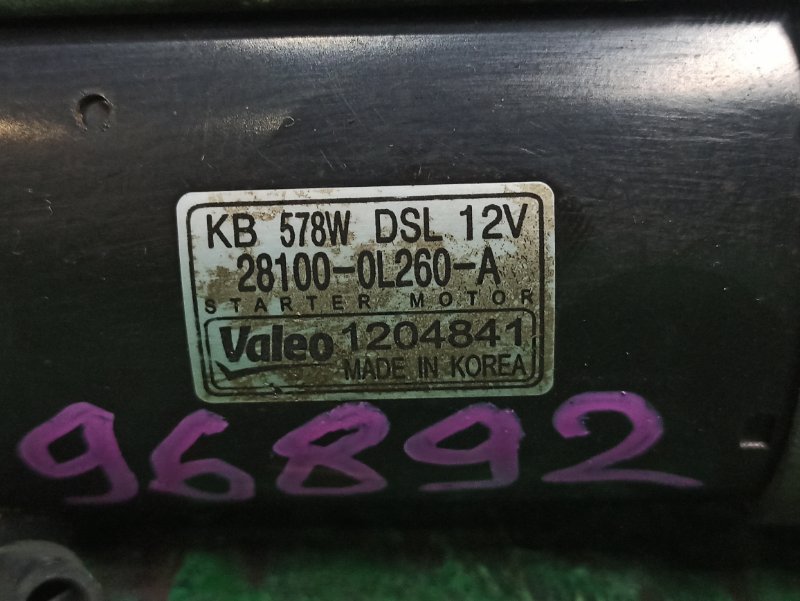 KB 578W DSL 12V
28100-0L260-A
STARTER MOTOR
Valeo 1204841
MADE IN KOREA
96892